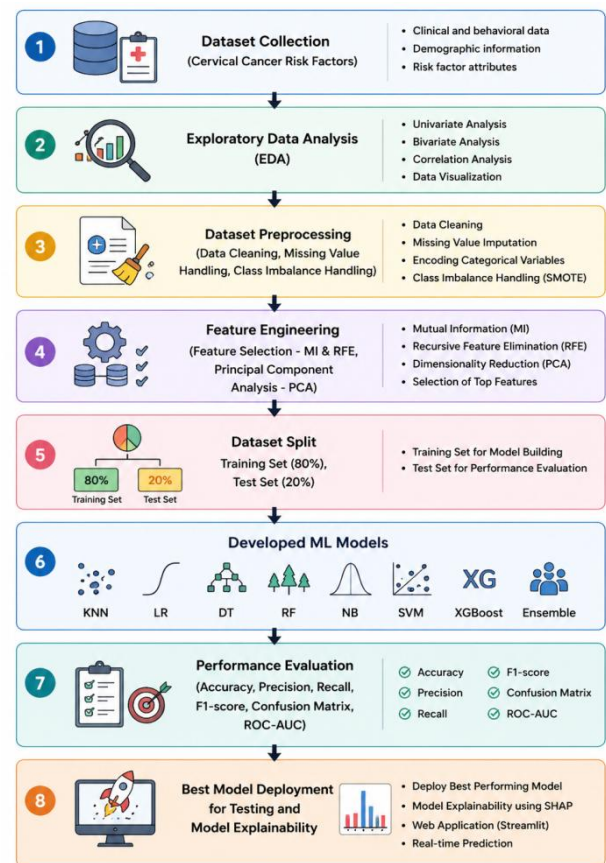 1
Dataset Collection
(Cervical Cancer Risk Factors)
• Clinical and behavioral data
• Demographic information
• Risk factor attributes
2
Exploratory Data Analysis
(EDA)
• Univariate Analysis
• Bivariate Analysis
• Correlation Analysis
• Data Visualization
3
Dataset Preprocessing
(Data Cleaning, Missing Value
Handling, Class Imbalance Handling)
• Data Cleaning
• Missing Value Imputation
• Encoding Categorical Variables
• Class Imbalance Handling (SMOTE)
4
Feature Engineering
(Feature Selection - MI & RFE,
Principal Component
Analysis - PCA)
• Mutual Information (MI)
• Recursive Feature Elimination (RFE)
• Dimensionality Reduction (PCA)
• Selection of Top Features
5
80%
20%
Training Set
Test Set
Dataset Split
Training Set (80%),
Test Set (20%)
• Training Set for Model Building
• Test Set for Performance Evaluation
6
Developed ML Models
XG
KNN
LR
DT
RF
NB
SVM
XGBoost
Ensemble
7
Performance Evaluation
(Accuracy, Precision, Recall,
F1-score, Confusion Matrix,
ROC-AUC)
Accuracy
F1-score
Precision
Confusion Matrix
Recall
ROC-AUC
8
Best Model Deployment
for Testing and
Model Explainability
• Deploy Best Performing Model
• Model Explainability using SHAP
• Web Application (Streamlit)
• Real-time Prediction